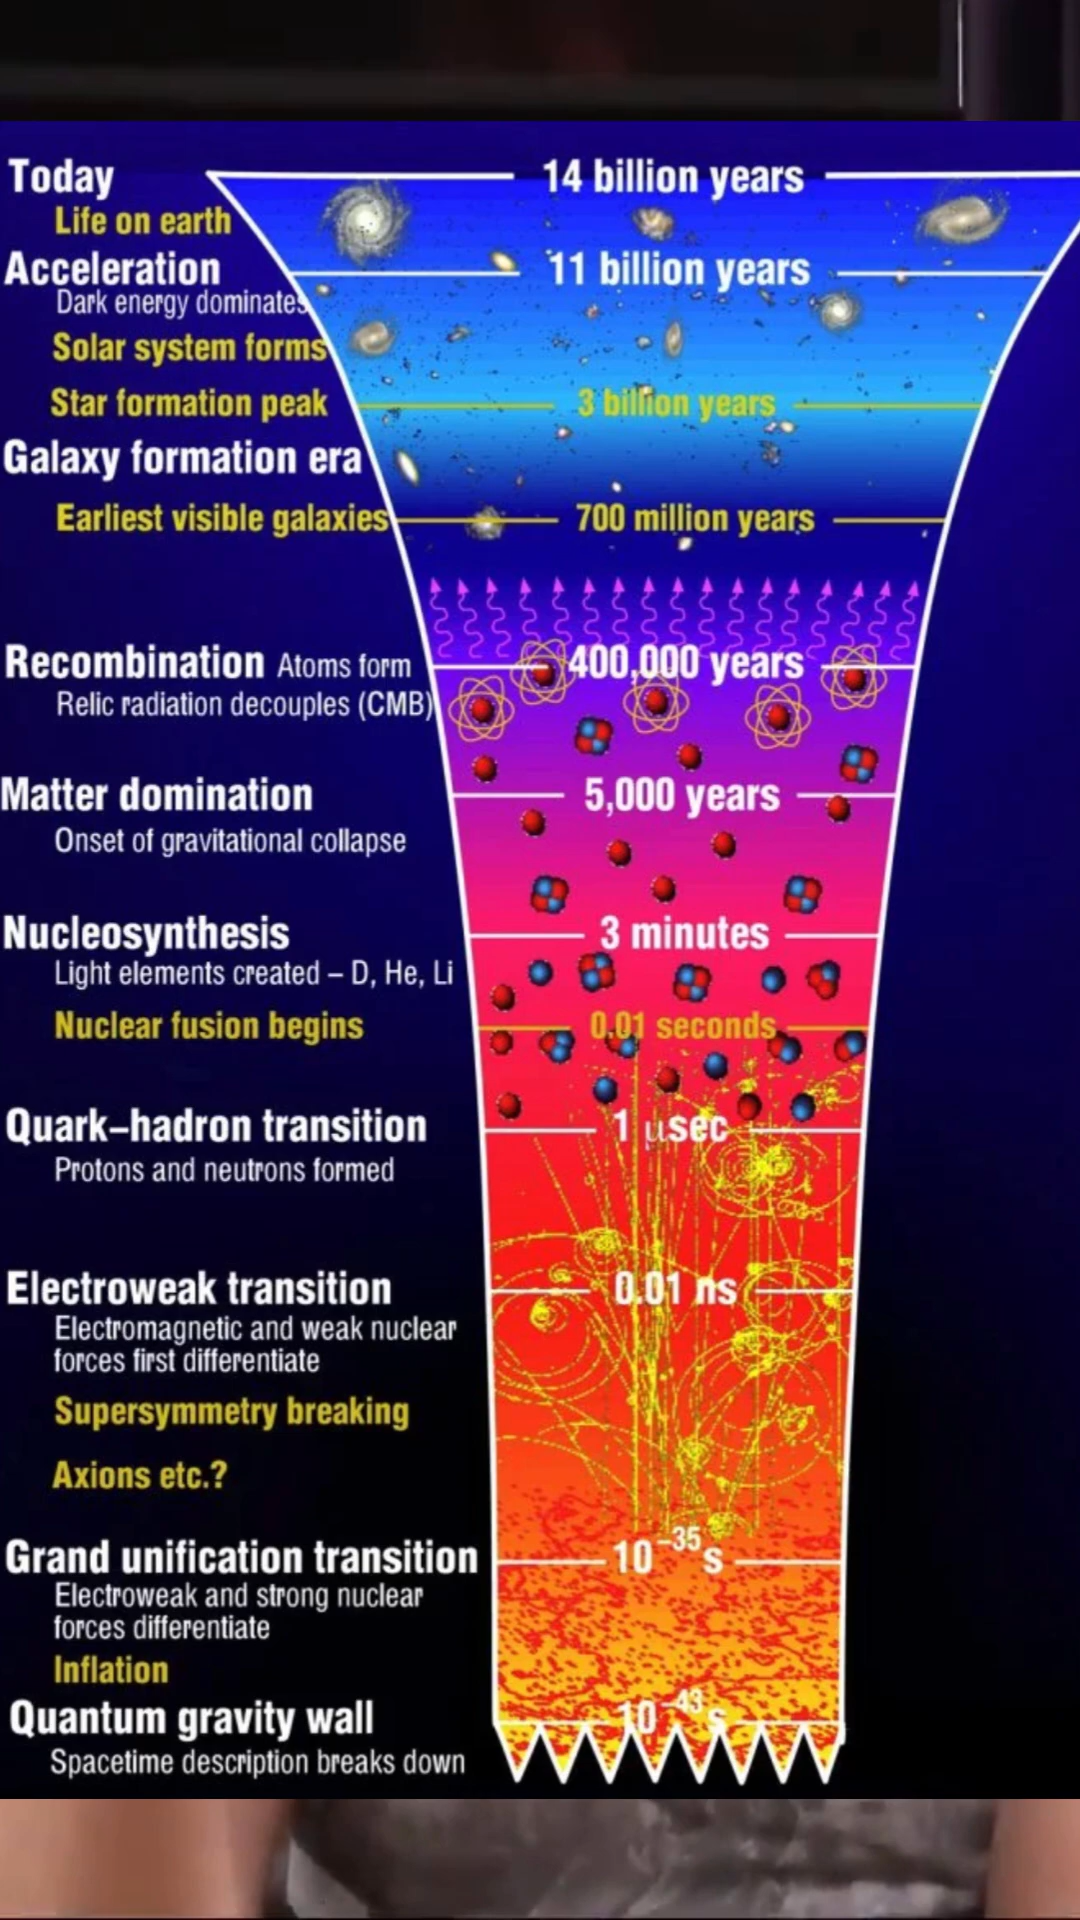 Today 14 billion years
Life on earth
Acceleration 11 billion years
Dark energy dominates
Solar system forms
Star formation peak 3 billion years
Galaxy formation era
Earliest visible galaxies 700 million years
Recombination Atoms form 400,000 years
Relic radiation decouples (CMB)
Matter domination 5,000 years
Onset of gravitational collapse
Nucleosynthesis 3 minutes
Light elements created – D, He, Li
Nuclear fusion begins 0.01 seconds
Quark–hadron transition 1 μsec
Protons and neutrons formed
Electroweak transition 0.01 ns
Electromagnetic and weak nuclear
forces first differentiate
Supersymmetry breaking
Axions etc.?
Grand unification transition 10⁻³⁵s
Electroweak and strong nuclear
forces differentiate
Inflation
Quantum gravity wall 10⁻⁴³s
Spacetime description breaks down